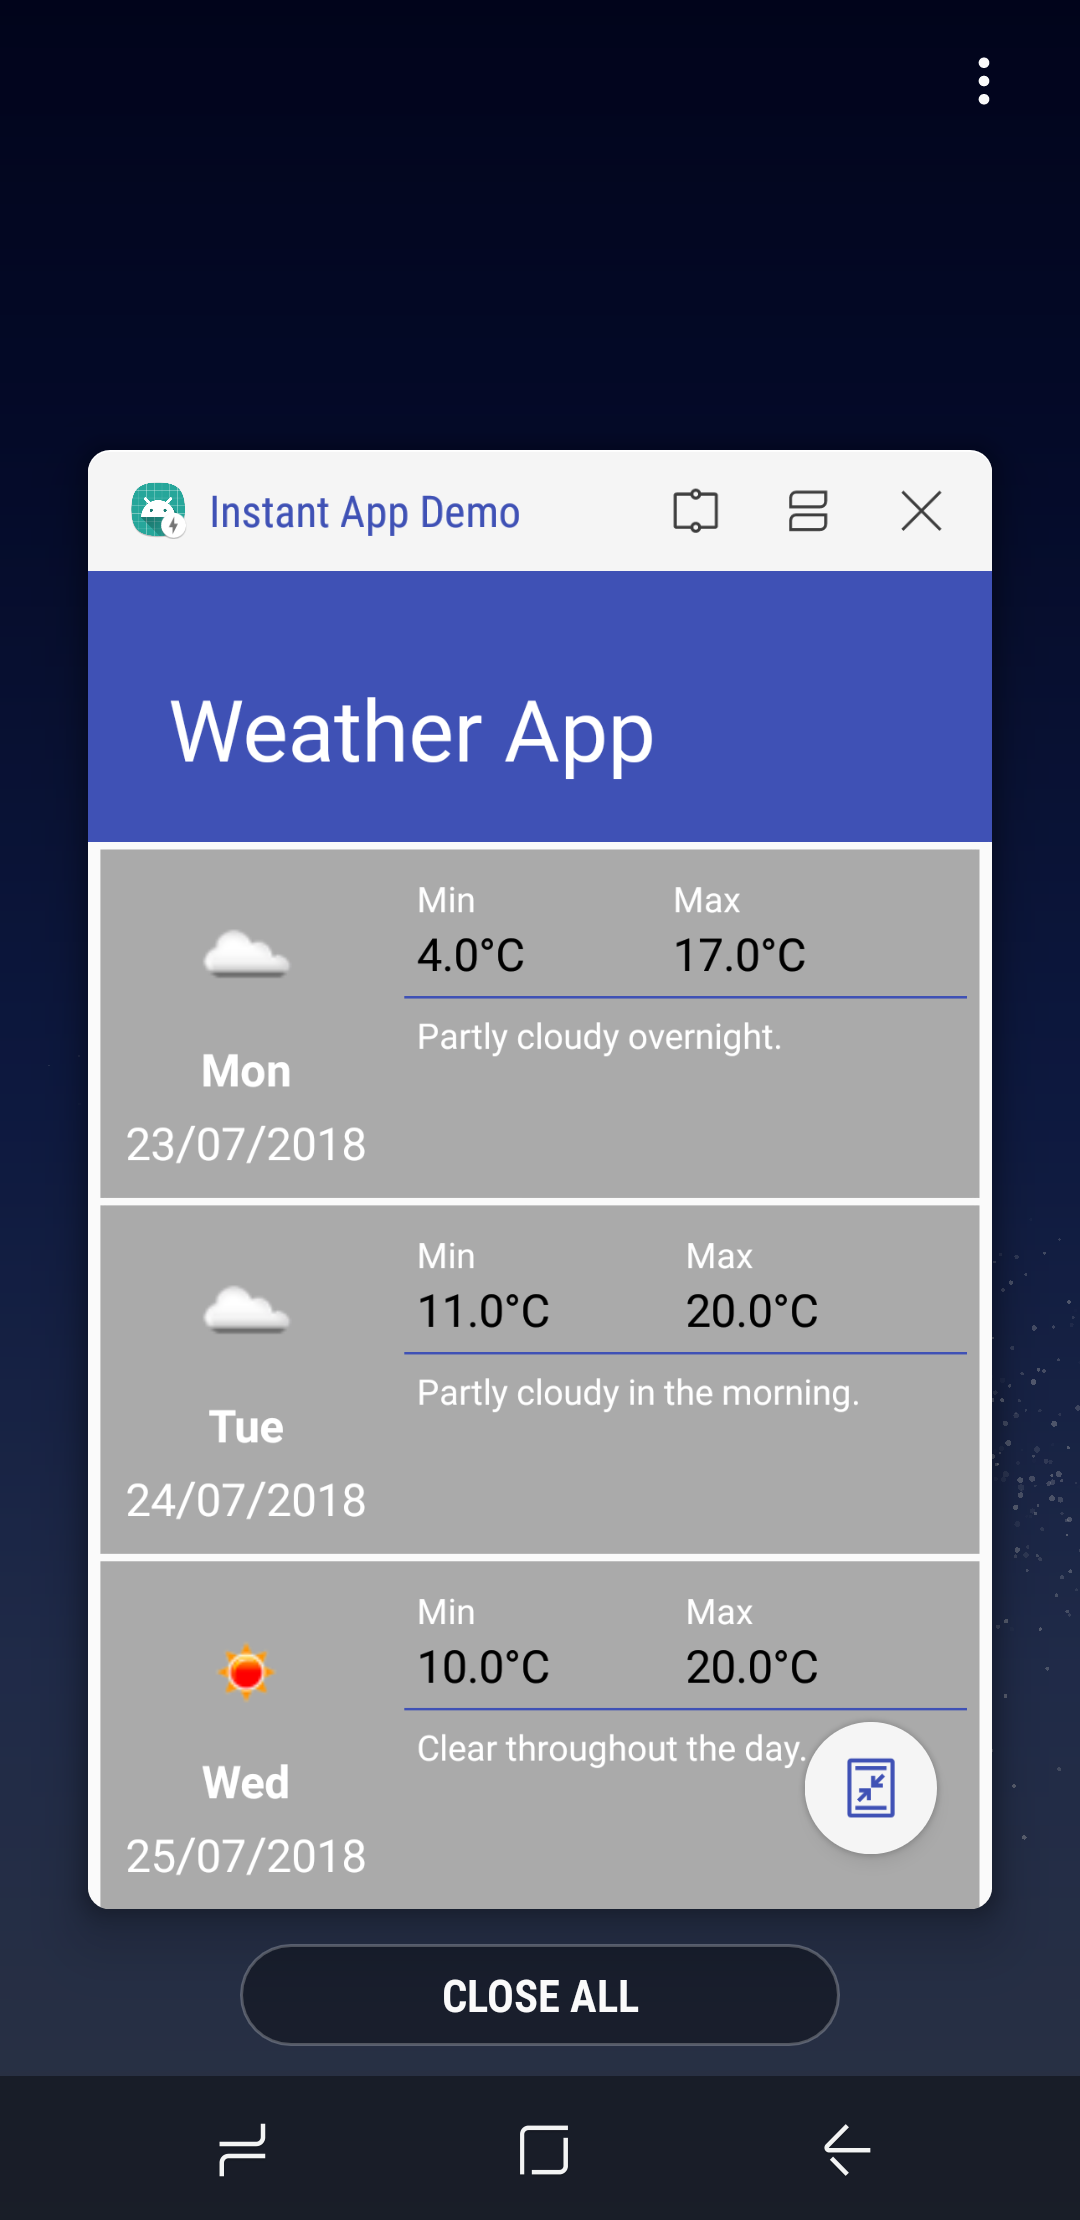 Instant App Demo
Weather App
Min Max
4.0°C 17.0°C
Partly cloudy overnight.
Mon
23/07/2018
Min Max
11.0°C 20.0°C
Partly cloudy in the morning.
Tue
24/07/2018
Min Max
10.0°C 20.0°C
Clear throughout the day.
Wed
25/07/2018
CLOSE ALL